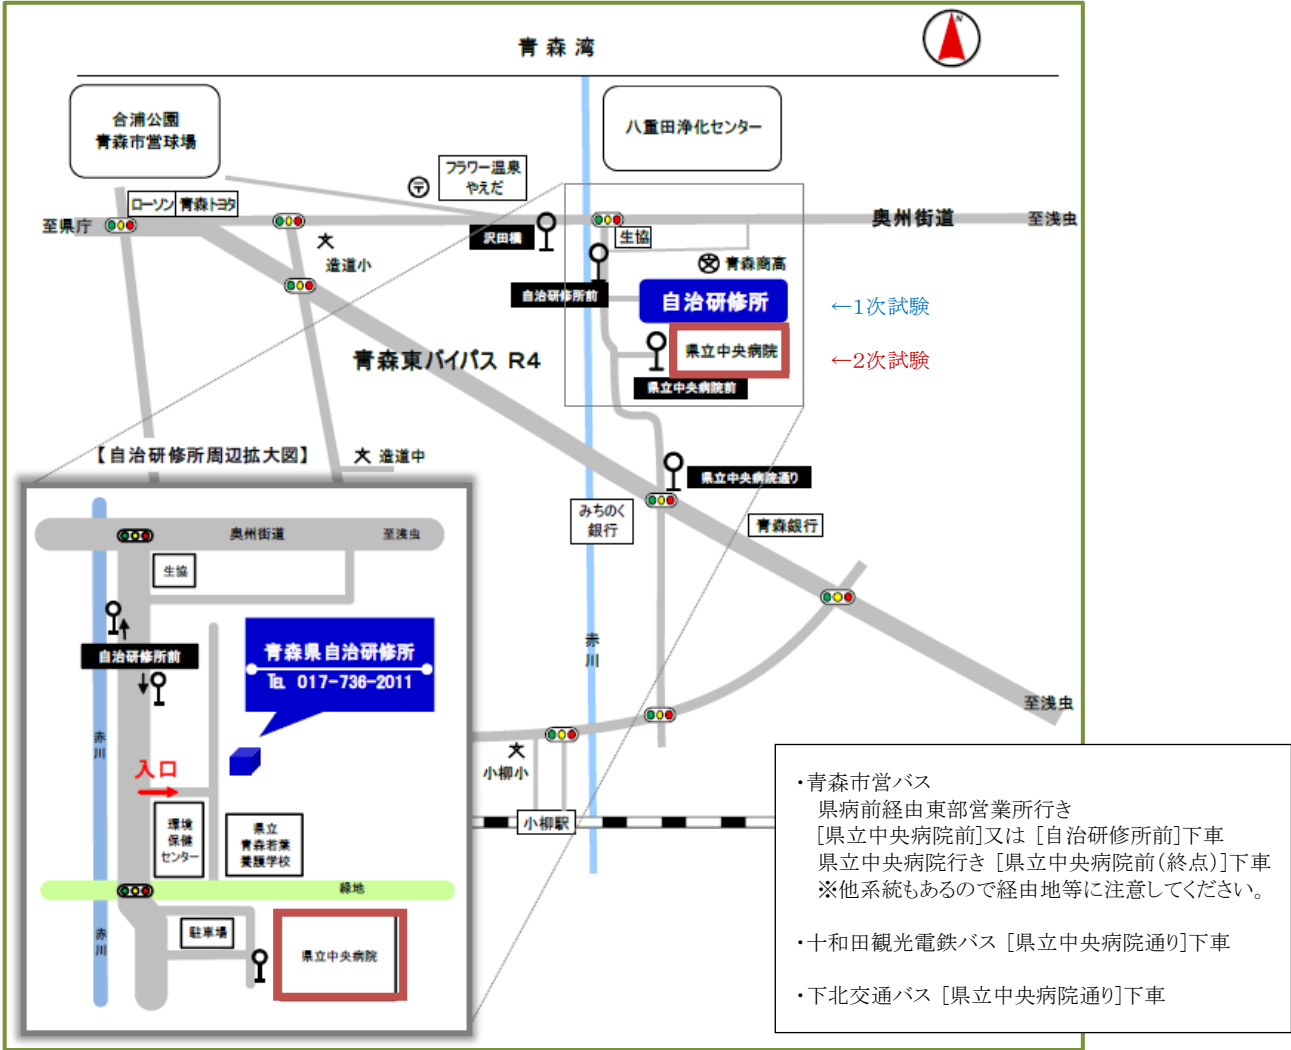 青森湾
N
合浦公園
青森市営球場
八重田浄化センター
フラワー温泉
やえだ
〒
ローソン
青森トヨタ
至県庁
沢田橋
生協
奥州街道
至浅虫
文
造道小
自治研修所前
文 青森商高
自治研修所
←1次試験
県立中央病院
←2次試験
青森東バイパス R4
県立中央病院前
【自治研修所周辺拡大図】
文 造道中
県立中央病院通り
みちのく
銀行
青森銀行
赤川
至浅虫
文
小柳小
小柳駅
奥州街道
至浅虫
生協
自治研修所前
青森県自治研修所
℡ 017-736-2011
赤川
入口
環境
保健
センター
県立
青森若葉
養護学校
緑地
赤川
駐車場
県立中央病院
・青森市営バス
県病前経由東部営業所行き
[県立中央病院前]又は [自治研修所前]下車
県立中央病院行き [県立中央病院前(終点)]下車
※他系統もあるので経由地等に注意してください。
・十和田観光電鉄バス [県立中央病院通り]下車
・下北交通バス [県立中央病院通り]下車